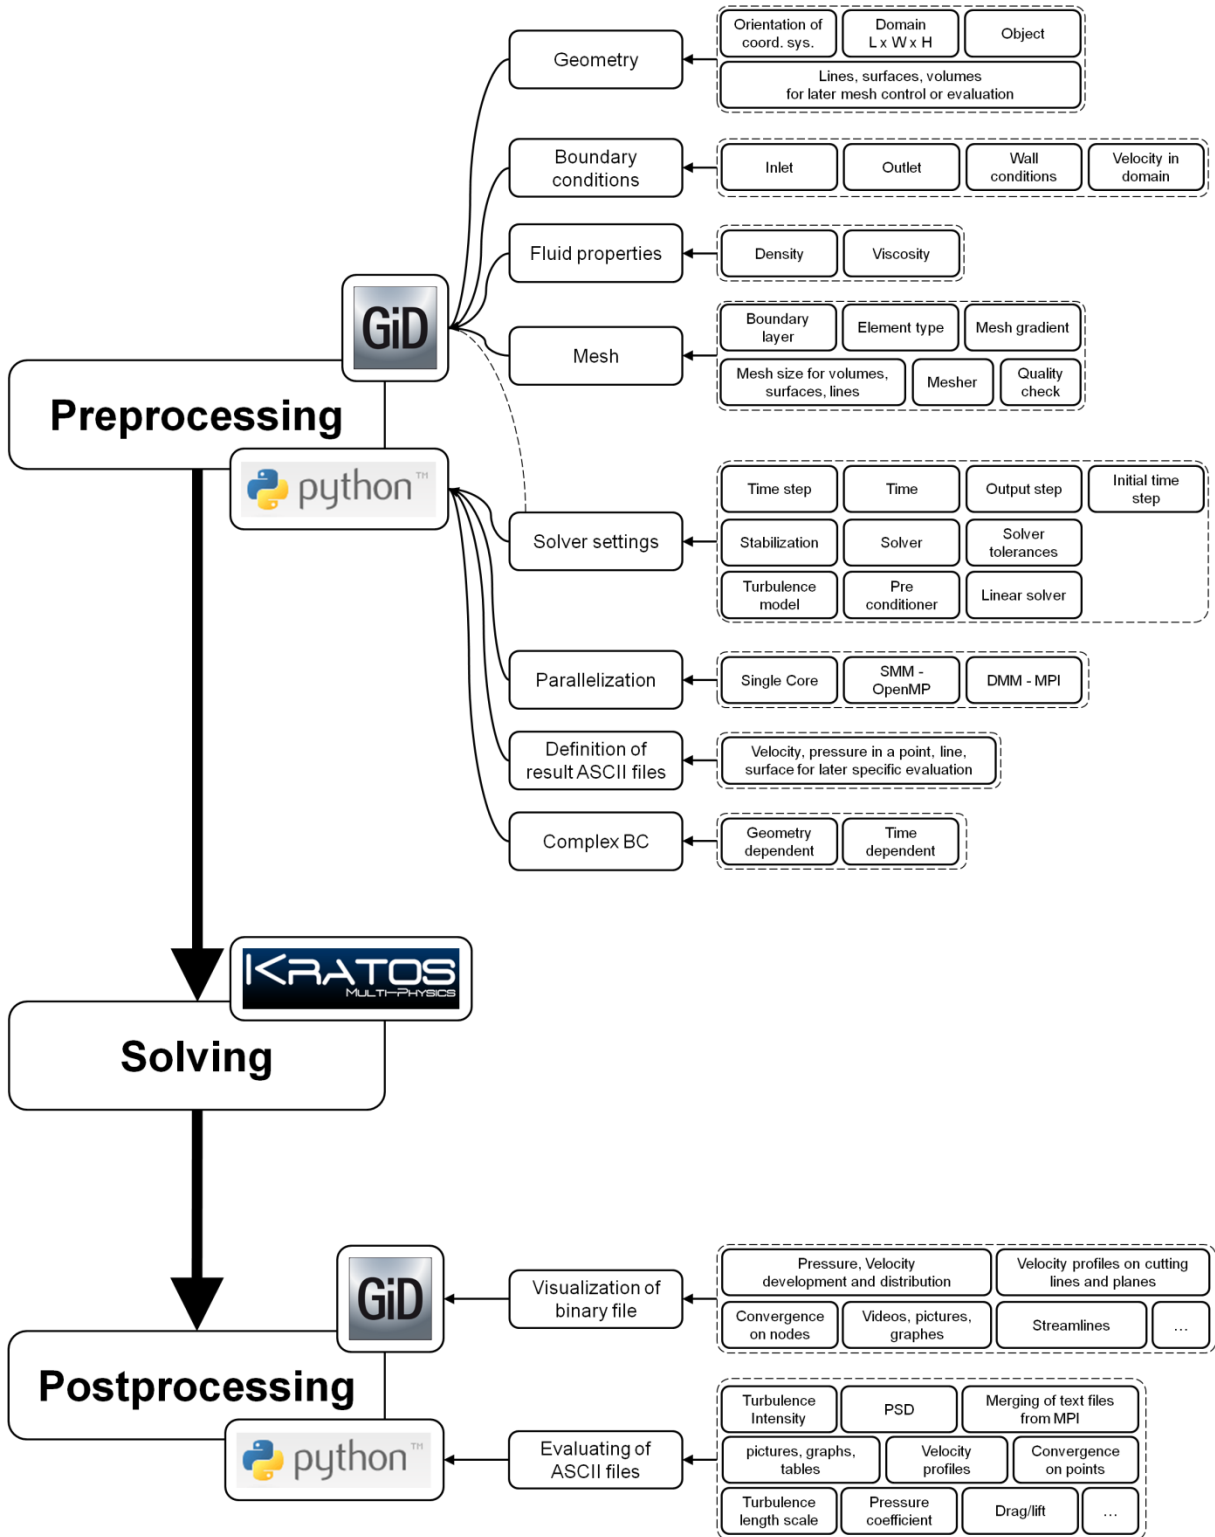 Orientation of
coord. sys.
Domain
L x W x H
Object
Geometry
Lines, surfaces, volumes
for later mesh control or evaluation
Boundary
conditions
Inlet
Outlet
Wall
conditions
Velocity in
domain
Fluid properties
Density
Viscosity
GiD
Mesh
Boundary
layer
Element type
Mesh gradient
Mesh size for volumes,
surfaces, lines
Mesher
Quality
check
Preprocessing
python™
Solver settings
Time step
Time
Output step
Initial time
step
Stabilization
Solver
Solver
tolerances
Turbulence
model
Pre
conditioner
Linear solver
Parallelization
Single Core
SMM -
OpenMP
DMM - MPI
Definition of
result ASCII files
Velocity, pressure in a point, line,
surface for later specific evaluation
Complex BC
Geometry
dependent
Time
dependent
KRATOS
MULTI-PHYSICS
Solving
GiD
Visualization of
binary file
Pressure, Velocity
development and distribution
Velocity profiles on cutting
lines and planes
Convergence
on nodes
Videos, pictures,
graphes
Streamlines
...
Postprocessing
python™
Evaluating of
ASCII files
Turbulence
Intensity
PSD
Merging of text files
from MPI
pictures, graphs,
tables
Velocity
profiles
Convergence
on points
Turbulence
length scale
Pressure
coefficient
Drag/lift
...